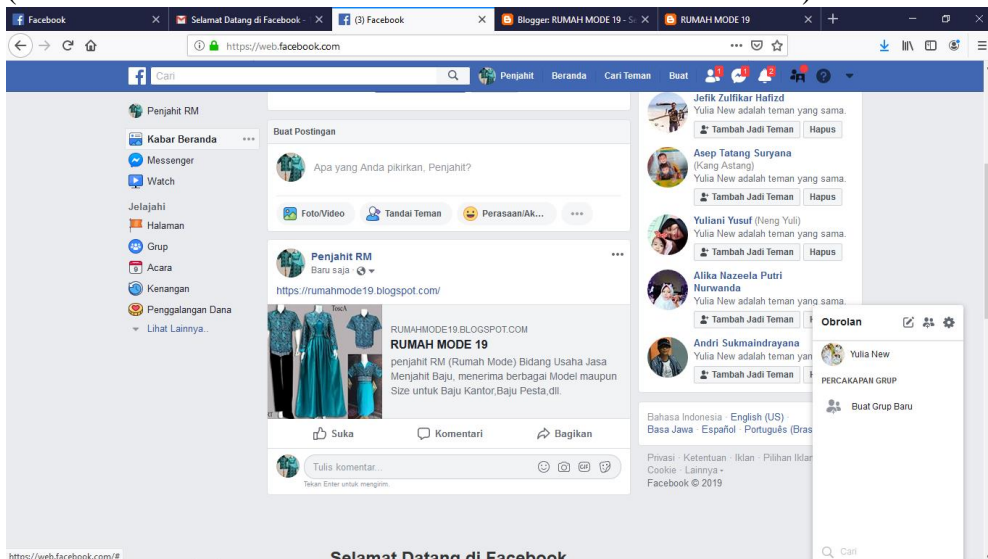 Facebook
Selamat Datang di Facebook -
(3) Facebook
Blogger: RUMAH MODE 19 - Se
RUMAH MODE 19
https://web.facebook.com
Cari
Penjahit
Beranda
Cari Teman
Buat
1
1
2
Penjahit RM
Kabar Beranda
Messenger
Watch
Jelajahi
Halaman
Grup
Acara
Kenangan
Penggalangan Dana
Lihat Lainnya..
Buat Postingan
Apa yang Anda pikirkan, Penjahit?
Foto/Video
Tandai Teman
Perasaan/Ak...
Penjahit RM
Baru saja ·
https://rumahmode19.blogspot.com/
RUMAHMODE19.BLOGSPOT.COM
RUMAH MODE 19
penjahit RM (Rumah Mode) Bidang Usaha Jasa
Menjahit Baju, menerima berbagai Model maupun
Size untuk Baju Kantor,Baju Pesta,dll.
Suka
Komentari
Bagikan
Tulis komentar...
GIF
Tekan Enter untuk mengirim.
Selamat Datang di Facebook
Jefik Zulfikar Hafizd
Yulia New adalah teman yang sama.
Tambah Jadi Teman
Hapus
Asep Tatang Suryana
(Kang Astang)
Yulia New adalah teman yang sama.
Tambah Jadi Teman
Hapus
Yuliani Yusuf (Neng Yuli)
Yulia New adalah teman yang sama.
Tambah Jadi Teman
Hapus
Alika Nazeela Putri
Nurwanda
Yulia New adalah teman yang sama.
Tambah Jadi Teman
Andri Sukmaindrayana
Yulia New adalah teman yan
Tambah Jadi Teman
Bahasa Indonesia · English (US) ·
Basa Jawa · Español · Português (Bras
Privasi · Ketentuan · Iklan · Pilihan Iklan
Cookie · Lainnya
Facebook © 2019
Obrolan
Yulia New
PERCAKAPAN GRUP
Buat Grup Baru
Cari
https://web.facebook.com/#